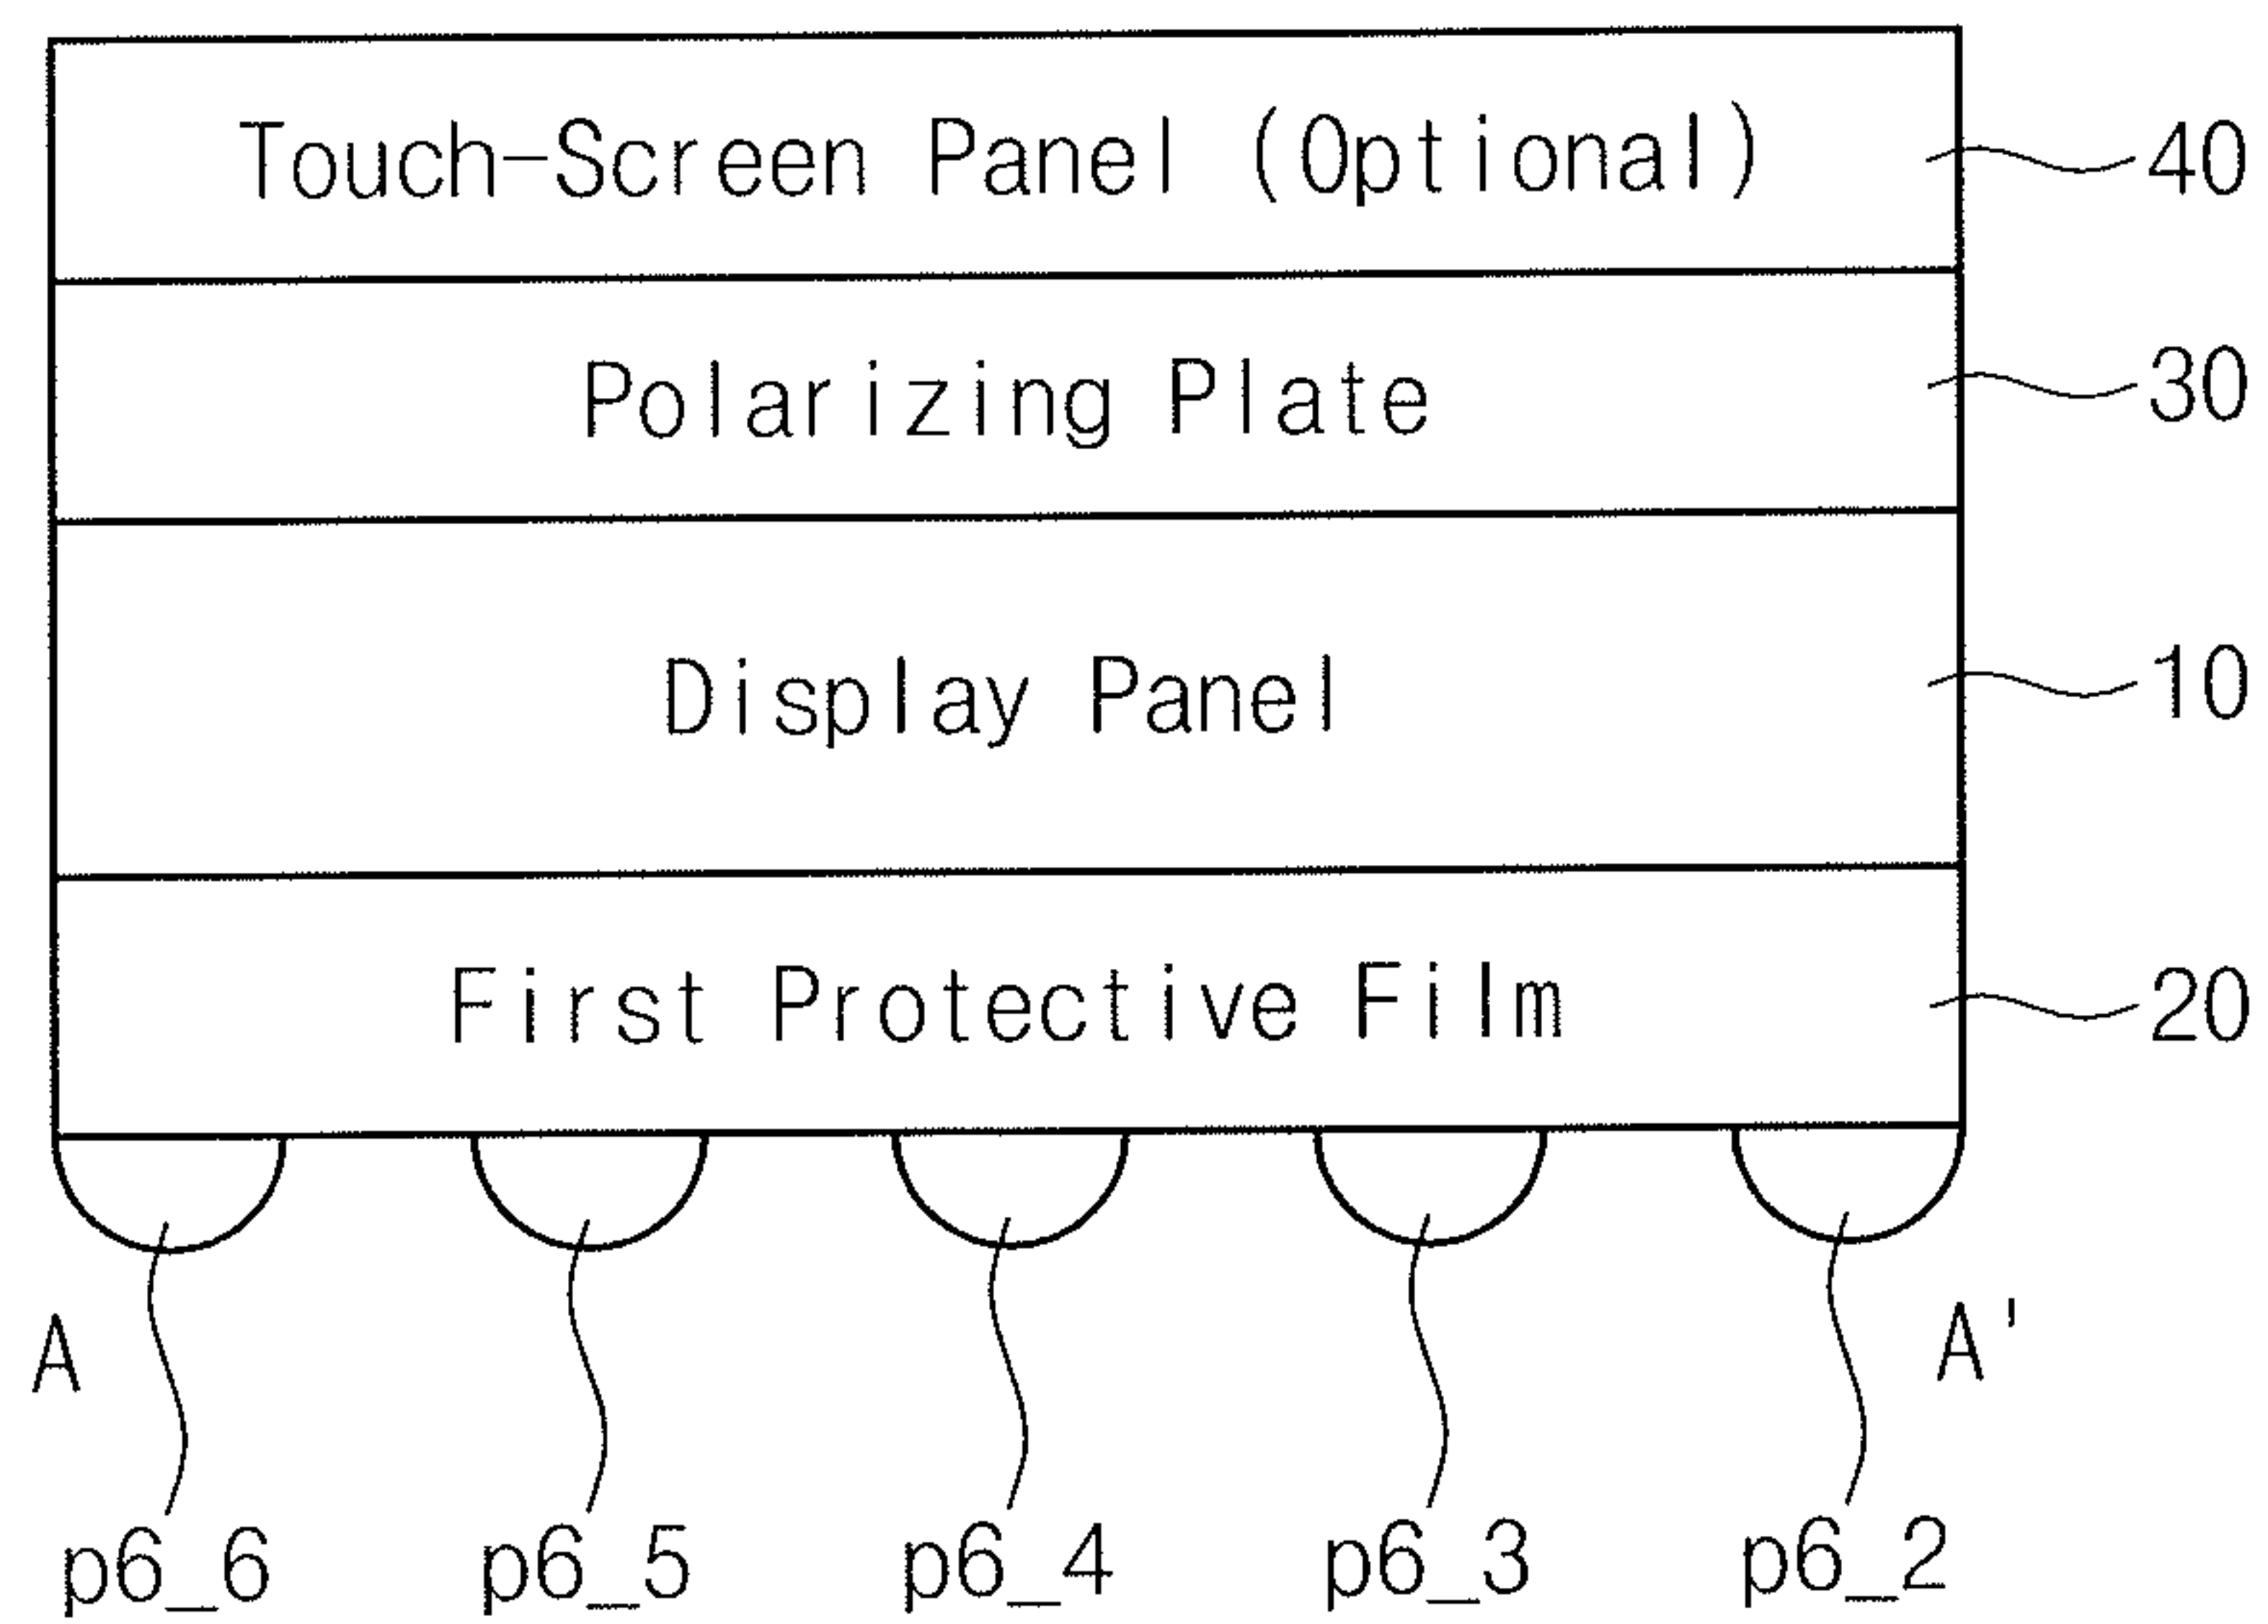 Touch-Screen Panel (Optional) 40
Polarizing Plate 30
Display Panel 10
First Protective Film 20
A A'
p6_6 p6_5 p6_4 p6_3 p6_2